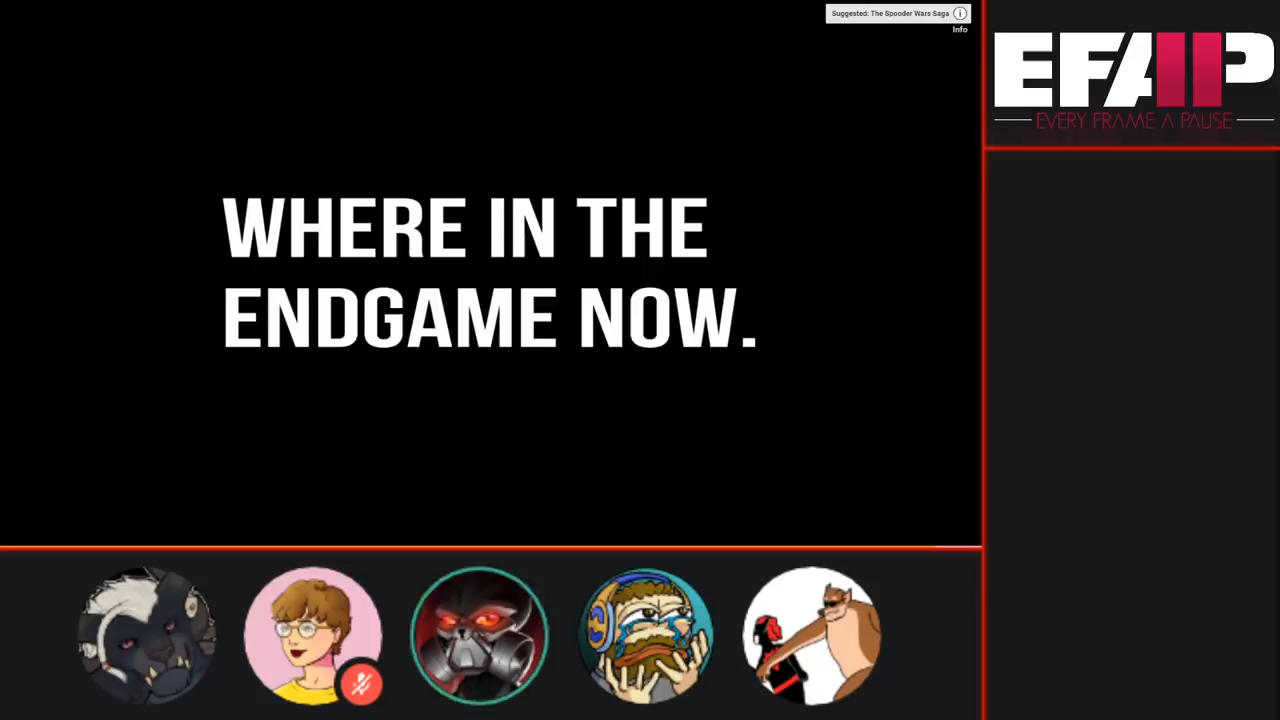 Suggested: The Spooder Wars Saga
Info
EFAP
EVERY FRAME A PAUSE
WHERE IN THE
ENDGAME NOW.